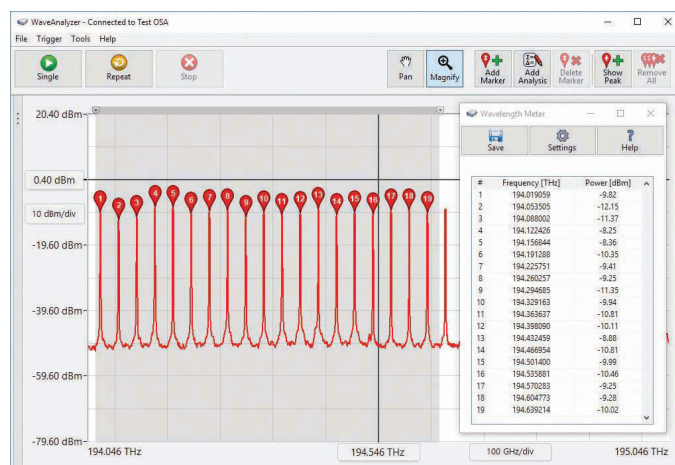 WaveAnalyzer - Connected to Test OSA
File Trigger Tools Help
Single Repeat Stop Pan Magnify Add Marker Add Analysis Delete Marker Show Peak Remove All
20.40 dBm
0.40 dBm
10 dBm/div
-19.60 dBm
-39.60 dBm
-59.60 dBm
-79.60 dBm
1 2 3 4 5 6 7 8 9 10 11 12 13 14 15 16 17 18 19
194.046 THz 194.546 THz 100 GHz/div 195.046 THz
Wavelength Meter
Save Settings Help
# Frequency [THz] Power [dBm]
1 194.019059 -9.82
2 194.053505 -12.15
3 194.088002 -11.37
4 194.122426 -8.25
5 194.156844 -8.36
6 194.191288 -10.35
7 194.225751 -9.41
8 194.260257 -9.25
9 194.294685 -11.35
10 194.329163 -9.94
11 194.363637 -10.81
12 194.398090 -10.11
13 194.432459 -8.88
14 194.466954 -10.81
15 194.501400 -9.99
16 194.535881 -10.46
17 194.570283 -9.25
18 194.604773 -9.28
19 194.639214 -10.02